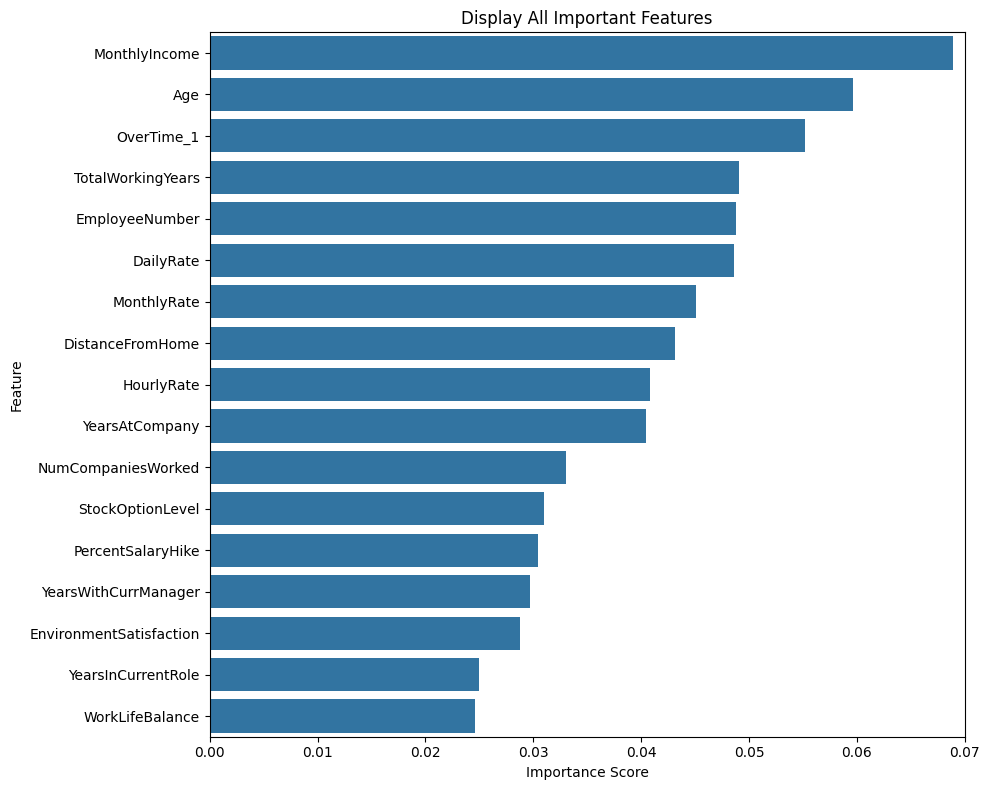 Display All Important Features
MonthlyIncome
Age
OverTime_1
TotalWorkingYears
EmployeeNumber
DailyRate
MonthlyRate
DistanceFromHome
HourlyRate
YearsAtCompany
NumCompaniesWorked
StockOptionLevel
PercentSalaryHike
YearsWithCurrManager
EnvironmentSatisfaction
YearsInCurrentRole
WorkLifeBalance
Feature
0.00 0.01 0.02 0.03 0.04 0.05 0.06 0.07
Importance Score